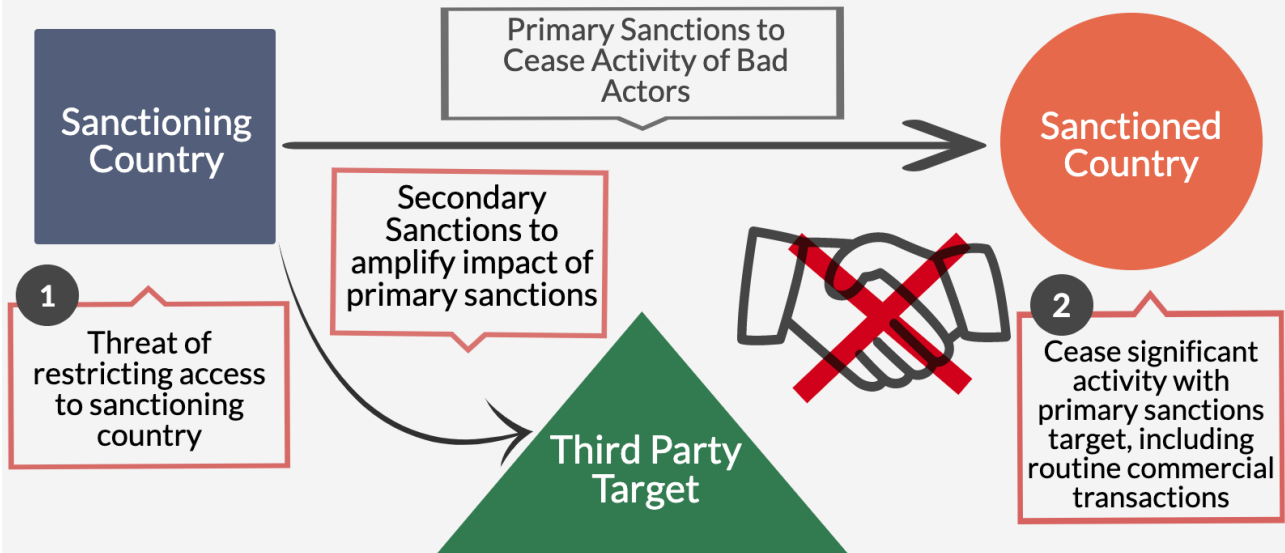 Primary Sanctions to
Cease Activity of Bad
Actors
Sanctioning
Country
Sanctioned
Country
Secondary
Sanctions to
amplify impact of
primary sanctions
1
Threat of
restricting access
to sanctioning
country
2
Cease significant
activity with
primary sanctions
target, including
routine commercial
transactions
Third Party
Target